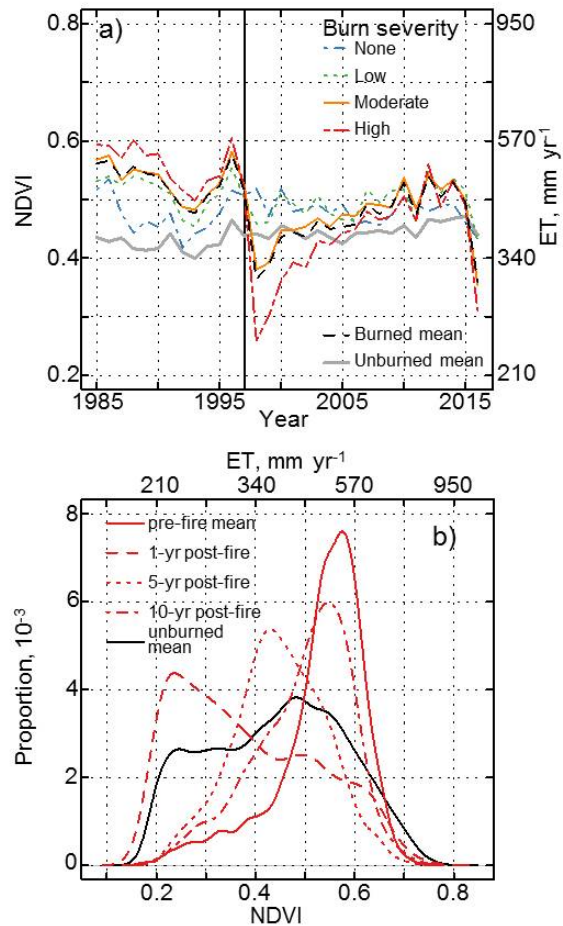 a)
Burn severity
None
Low
Moderate
High
Burned mean
Unburned mean
0.8
0.6
0.4
0.2
NDVI
950
570
340
210
ET, mm yr⁻¹
1985 1995 2005 2015
Year
ET, mm yr⁻¹
210 340 570 950
b)
pre-fire mean
1-yr post-fire
5-yr post-fire
10-yr post-fire
unburned
mean
8
6
4
2
0
Proportion, 10⁻³
0.2 0.4 0.6 0.8
NDVI